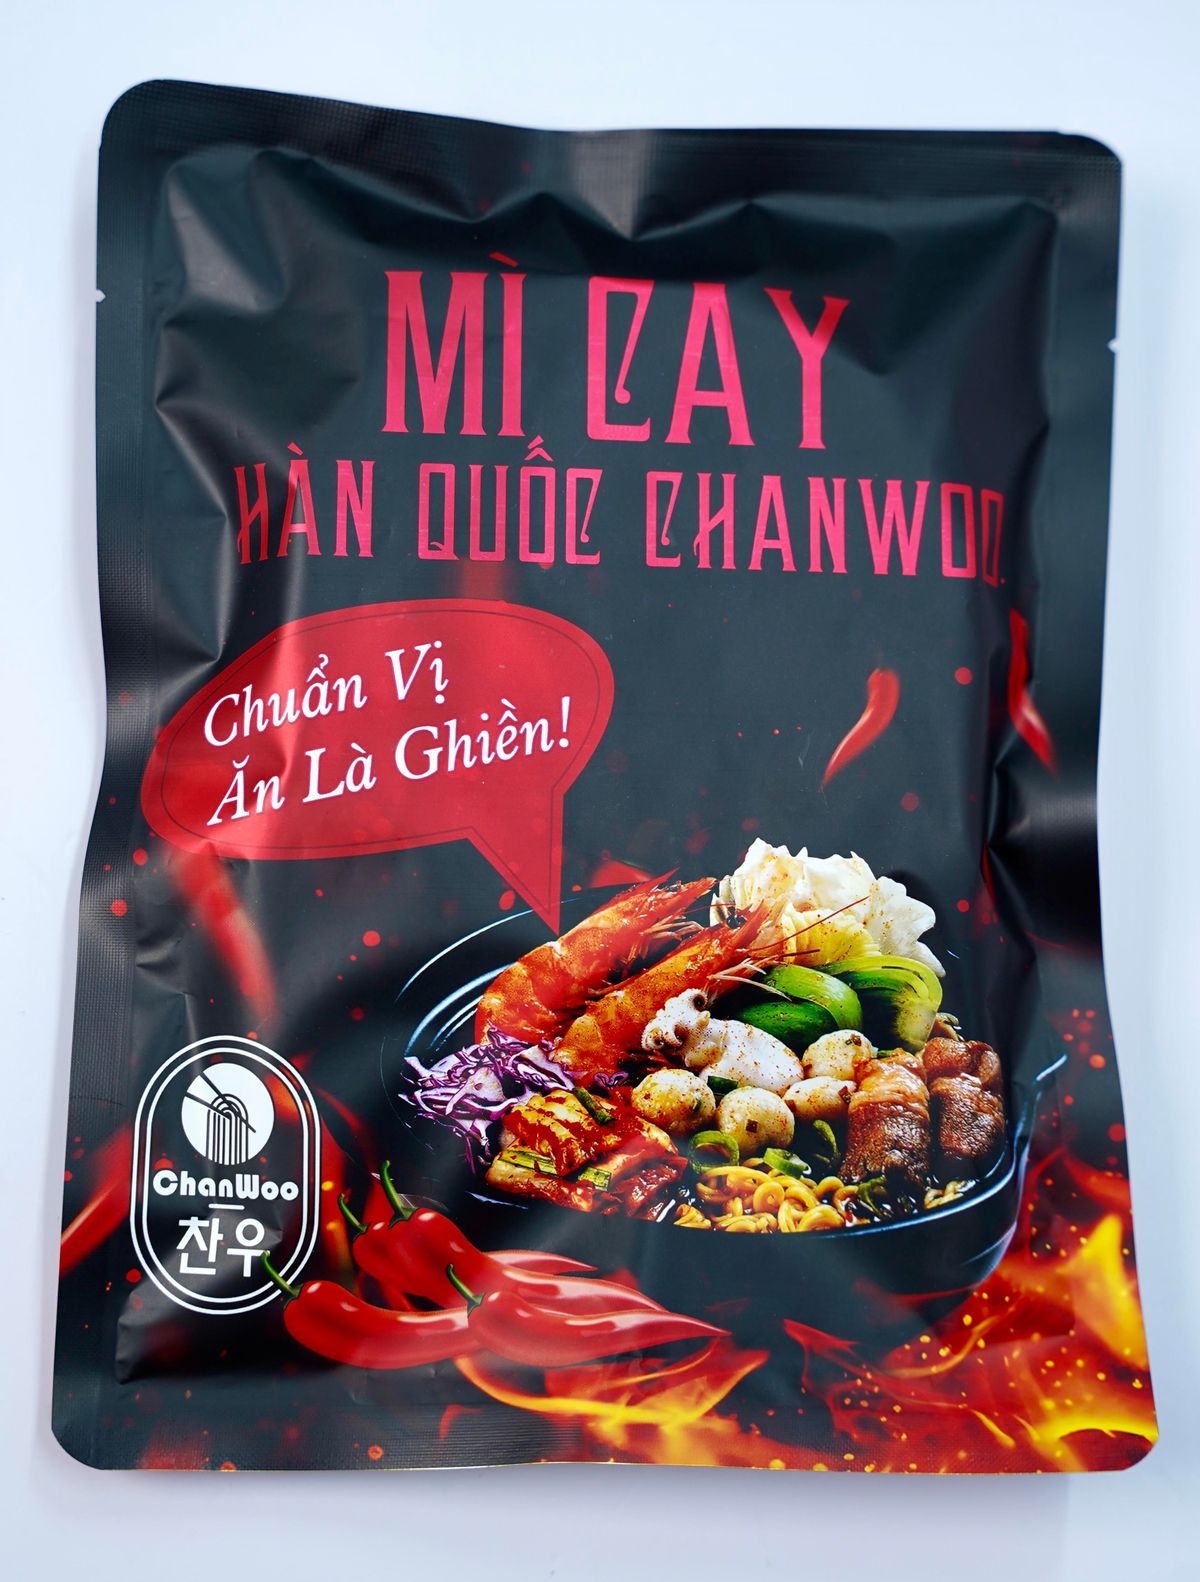 MÌ CAY
HÀN QUỐC CHANWOO
Chuẩn Vị
Ăn Là Ghiền!
ChanWoo
찬우